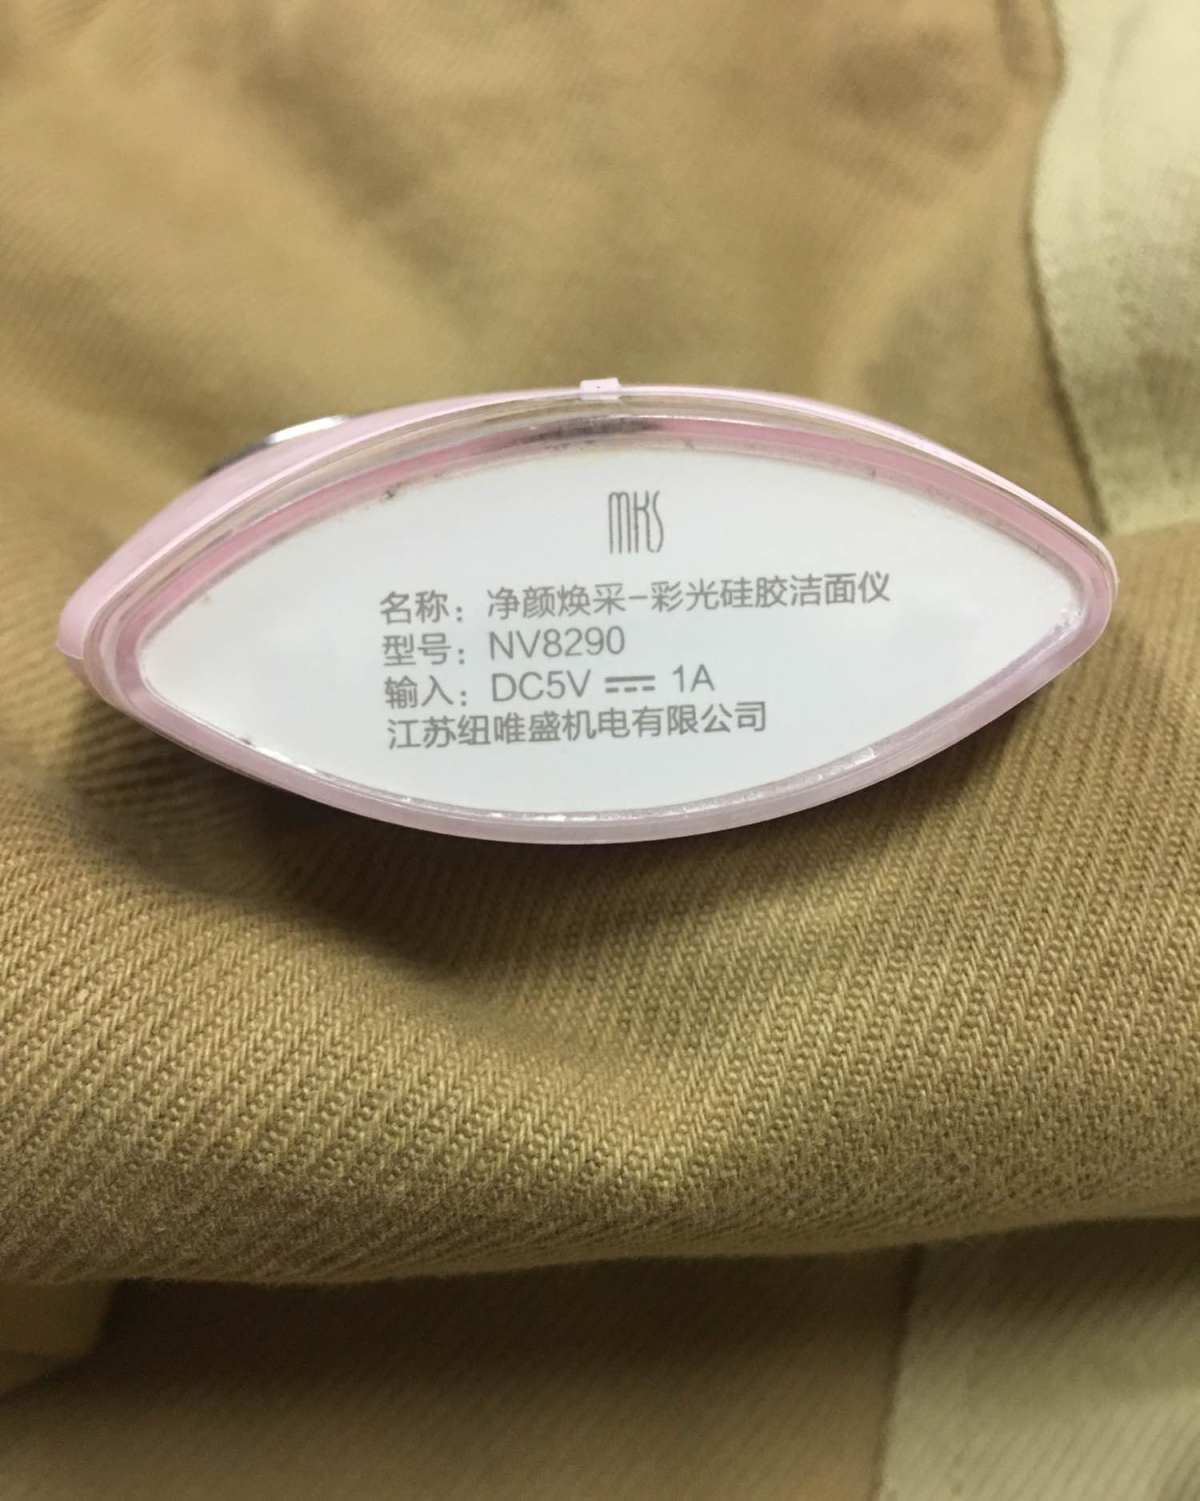 MKS
名称：净颜焕采-彩光硅胶洁面仪
型号：NV8290
输入：DC5V ⎓ 1A
江苏纽唯盛机电有限公司